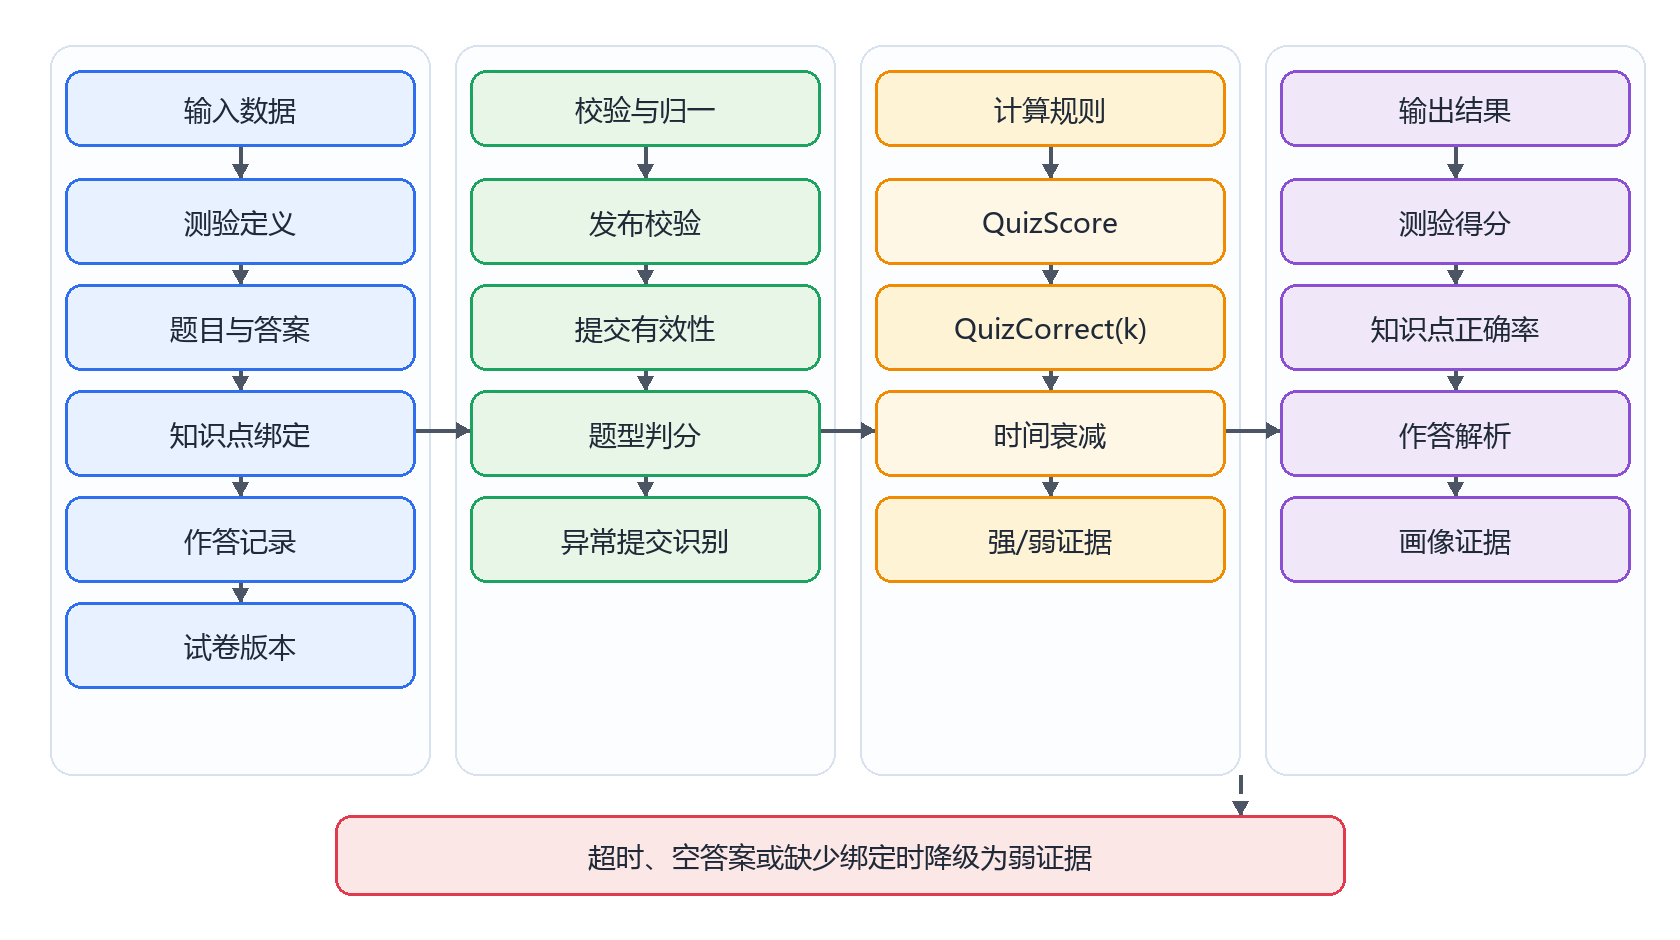 输入数据
测验定义
题目与答案
知识点绑定
作答记录
试卷版本
校验与归一
发布校验
提交有效性
题型判分
异常提交识别
计算规则
QuizScore
QuizCorrect(k)
时间衰减
强/弱证据
输出结果
测验得分
知识点正确率
作答解析
画像证据
超时、空答案或缺少绑定时降级为弱证据